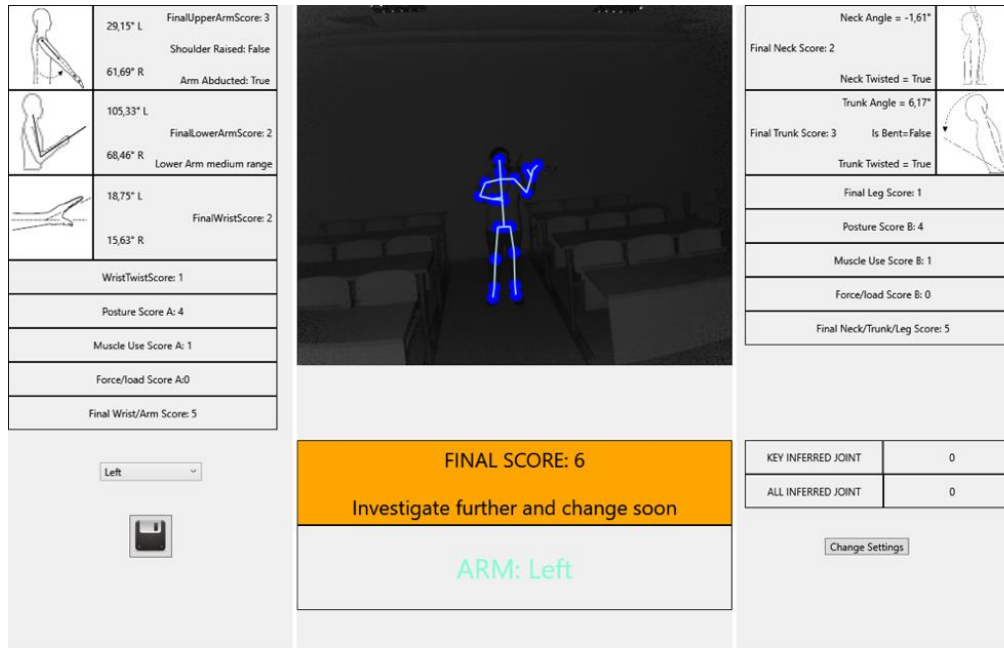 29,15° L
FinalUpperArmScore: 3
Shoulder Raised: False
61,69° R
Arm Abducted: True
105,33° L
FinalLowerArmScore: 2
68,46° R
Lower Arm medium range
18,75° L
FinalWristScore: 2
15,63° R
WristTwistScore: 1
Posture Score A: 4
Muscle Use Score A: 1
Force/load Score A:0
Final Wrist/Arm Score: 5
Left
FINAL SCORE: 6
Investigate further and change soon
ARM: Left
Neck Angle = -1,61°
Final Neck Score: 2
Neck Twisted = True
Trunk Angle = 6,17°
Final Trunk Score: 3
Is Bent=False
Trunk Twisted = True
Final Leg Score: 1
Posture Score B: 4
Muscle Use Score B: 1
Force/load Score B: 0
Final Neck/Trunk/Leg Score: 5
KEY INFERRED JOINT
0
ALL INFERRED JOINT
0
Change Settings